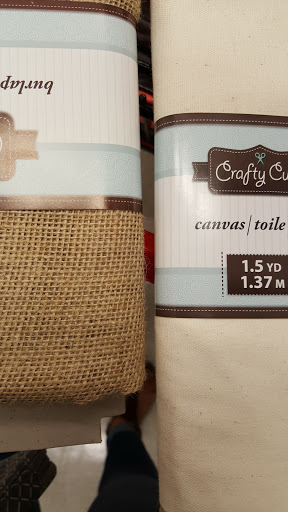 burlap
Crafty Cu
canvas | toile
1.5 YD
1.37 M